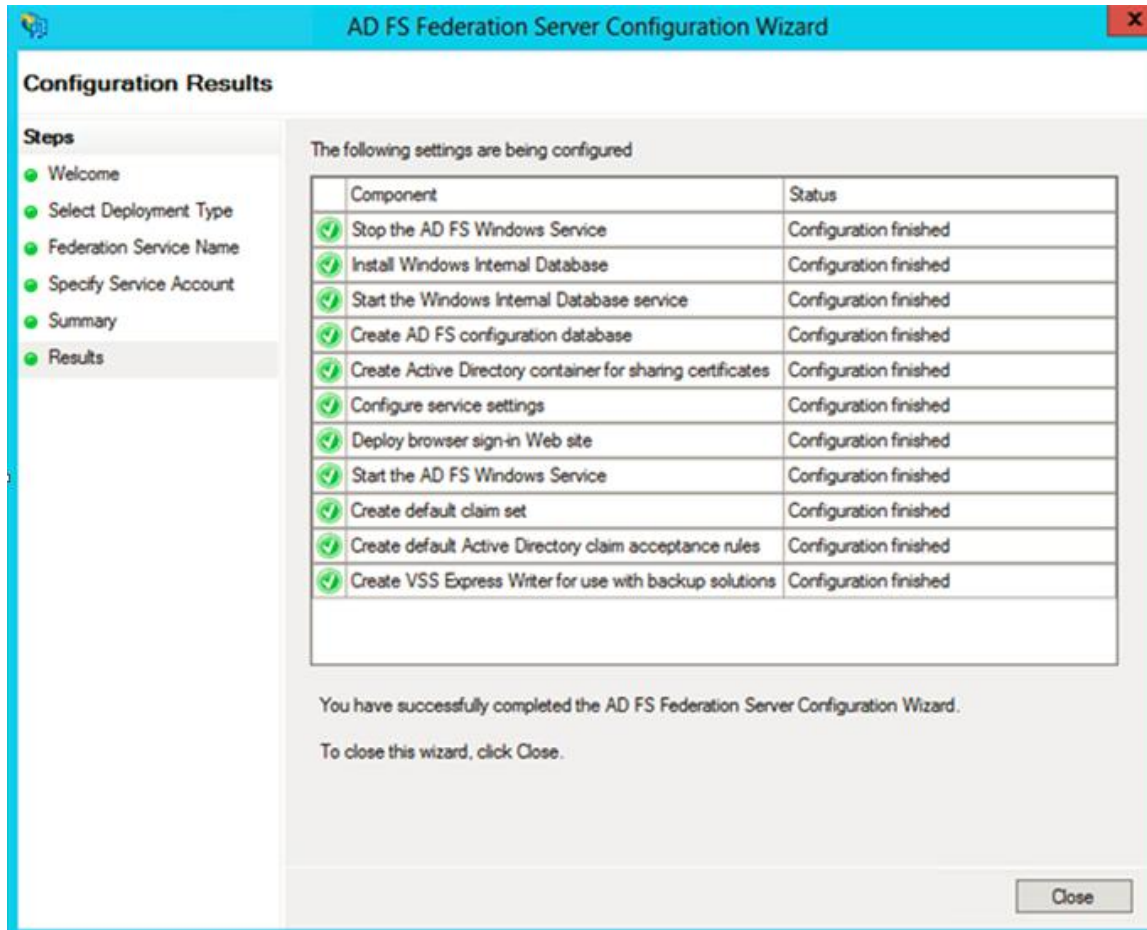 AD FS Federation Server Configuration Wizard
x
Configuration Results
Steps
Welcome
Select Deployment Type
Federation Service Name
Specify Service Account
Summary
Results
The following settings are being configured
Component Status
Stop the AD FS Windows Service Configuration finished
Install Windows Internal Database Configuration finished
Start the Windows Internal Database service Configuration finished
Create AD FS configuration database Configuration finished
Create Active Directory container for sharing certificates Configuration finished
Configure service settings Configuration finished
Deploy browser sign-in Web site Configuration finished
Start the AD FS Windows Service Configuration finished
Create default claim set Configuration finished
Create default Active Directory claim acceptance rules Configuration finished
Create VSS Express Writer for use with backup solutions Configuration finished
You have successfully completed the AD FS Federation Server Configuration Wizard.
To close this wizard, click Close.
Close